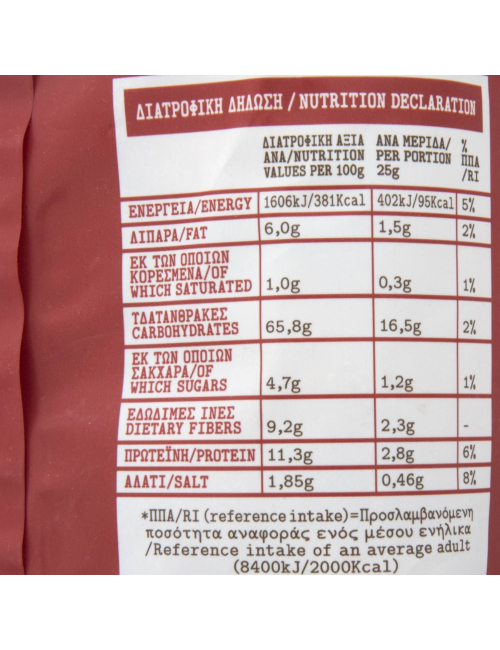 ΔΙΑΤΡΟΦΙΚΗ ΔΗΛΩΣΗ / NUTRITION DECLARATION
ΔΙΑΤΡΟΦΙΚΗ ΑΞΙΑ ΑΝΑ ΜΕΡΙΔΑ/ %
ΑΝΑ/NUTRITION PER PORTION ΠΠΑ
VALUES PER 100g 25g /RI
ΕΝΕΡΓΕΙΑ/ENERGY 1606kJ/381Kcal 402kJ/95Kcal 5%
ΛΙΠΑΡΑ/FAT 6,0g 1,5g 2%
ΕΚ ΤΩΝ ΟΠΟΙΩΝ
ΚΟΡΕΣΜΕΝΑ/OF
WHICH SATURATED 1,0g 0,3g 1%
ΤΔΑΤΑΝΘΡΑΚΕΣ
CARBOHYDRATES 65,8g 16,5g 2%
ΕΚ ΤΩΝ ΟΠΟΙΩΝ
ΣΑΚΧΑΡΑ/OF
WHICH SUGARS 4,7g 1,2g 1%
ΕΔΩΔΙΜΕΣ ΙΝΕΣ
DIETARY FIBERS 9,2g 2,3g -
ΠΡΩΤΕΪΝΗ/PROTEIN 11,3g 2,8g 6%
ΑΛΑΤΙ/SALT 1,85g 0,46g 8%
*ΠΠΑ/RI (reference intake)=Προσλαμβανόμενη
ποσότητα αναφοράς ενός μέσου ενήλικα
/Reference intake of an average adult
(8400kJ/2000Kcal)